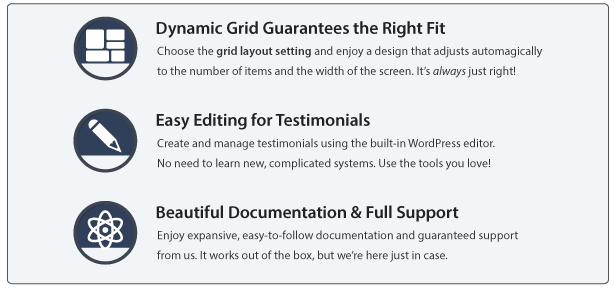 Dynamic Grid Guarantees the Right Fit
Choose the grid layout setting and enjoy a design that adjusts automagically
to the number of items and the width of the screen. It's always just right!
Easy Editing for Testimonials
Create and manage testimonials using the built-in WordPress editor.
No need to learn new, complicated systems. Use the tools you love!
Beautiful Documentation & Full Support
Enjoy expansive, easy-to-follow documentation and guaranteed support
from us. It works out of the box, but we're here just in case.